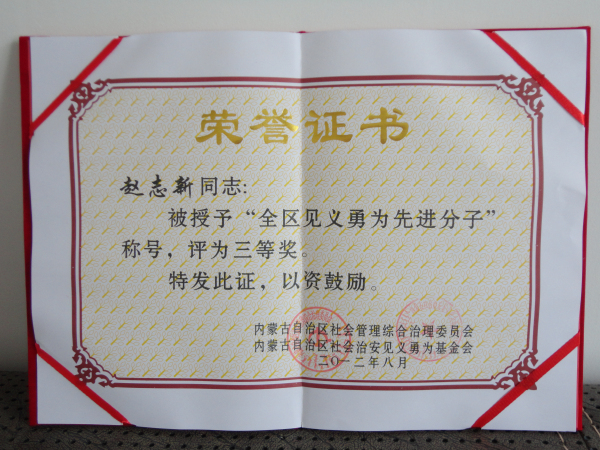 荣誉证书
赵志新同志:
被授予“全区见义勇为先进分子”
称号，评为三等奖。
特发此证，以资鼓励。
内蒙古自治区社会管理综合治理委员会
内蒙古自治区社会治安见义勇为基金会
二〇一二年八月